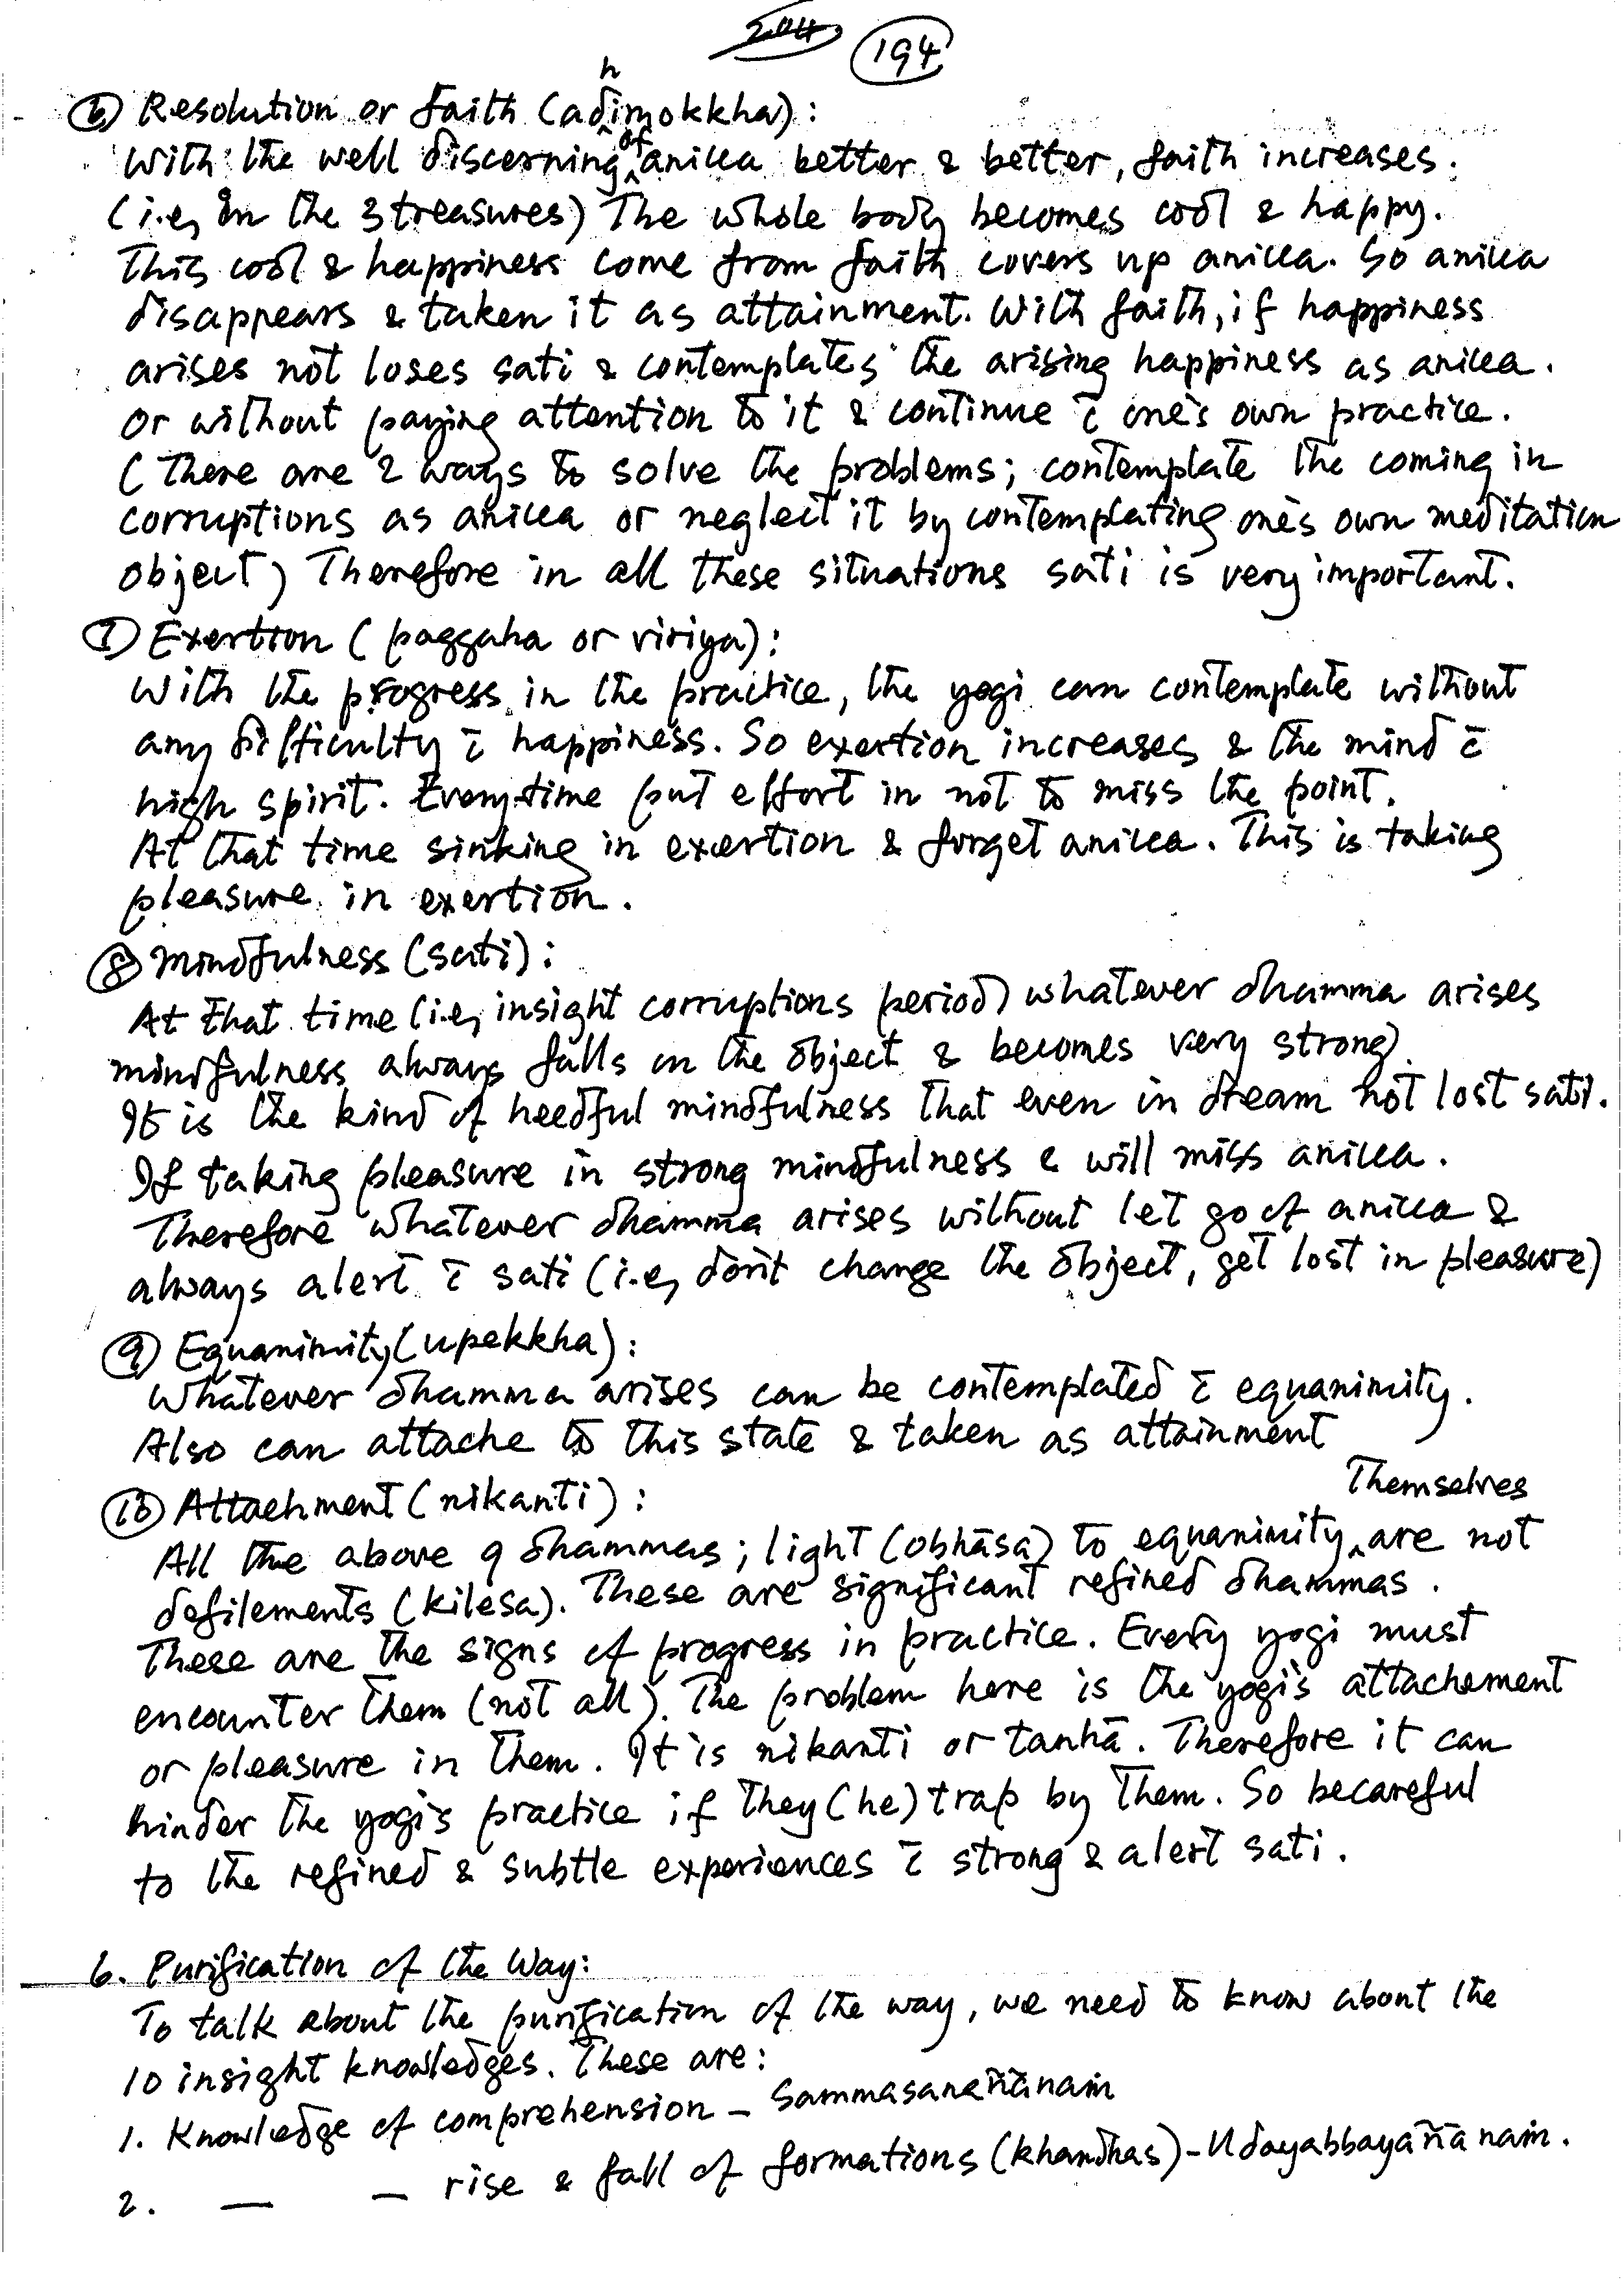 204 194
⑥ Resolution or faith (adhimokkha):
With the well discerning of anicca better & better, faith increases.
(i.e, in the 3 treasures) The whole body becomes cool & happy.
This cool & happiness come from faith covers up anicca. So anicca
disappears & taken it as attainment. With faith, if happiness
arises not loses sati & contemplates the arising happiness as anicca.
Or without paying attention to it & continue c̄ one's own practice.
(There are 2 ways to solve the problems; contemplate the coming in
corruptions as anicca or neglect it by contemplating one's own meditation
object) Therefore in all these situations sati is very important.
⑦ Exertion (paggaha or viriya):
With the progress in the practice, the yogi can contemplate without
any difficulty c̄ happiness. So exertion increases & the mind c̄
high spirit. Everytime put effort in not to miss the point.
At that time sinking in exertion & forget anicca. This is taking
pleasure in exertion.
⑧ Mindfulness (sati):
At that time (i.e, insight corruptions period) whatever dhamma arises
mindfulness always falls on the object & becomes very strong.
It is the kind of heedful mindfulness that even in dream not lost sati.
If taking pleasure in strong mindfulness & will miss anicca.
Therefore whatever dhamma arises without let go of anicca &
always alert c̄ sati (i.e, don't change the object, get lost in pleasure)
⑨ Equanimity (upekkha):
Whatever dhamma arises can be contemplated c̄ equanimity.
Also can attache to this state & taken as attainment
⑩ Attachment (nikanti):
All the above 9 dhammas; light (obhāsa) to equanimity themselves are not
defilements (kilesa). These are significant refined dhammas.
These are the signs of progress in practice. Every yogi must
encounter them (not all). The problem here is the yogi's attachement
or pleasure in them. It is nikanti or tanhā. Therefore it can
hinder the yogi's practice if they (he) trap by them. So becareful
to the refined & subtle experiences c̄ strong & alert sati.
6. Purification of the Way:
To talk about the purification of the way, we need to know about the
10 insight knowledges. These are:
1. Knowledge of comprehension – Sammasanañānaṁ
2. — — rise & fall of formations (khandhas) – Udayabbayañānaṁ.